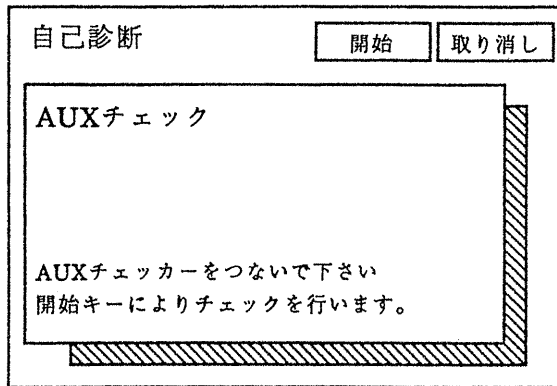 自己診断
開始
取り消し
AUXチェック
AUXチェッカーをつないで下さい
開始キーによりチェックを行います。